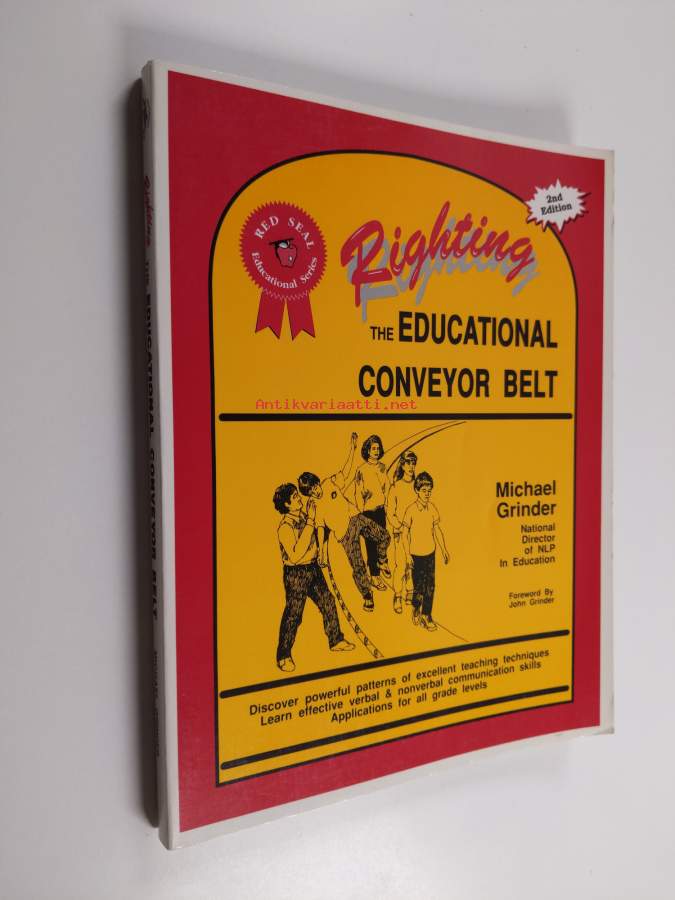 2nd
Edition
RED SEAL
Educational Series
Righting
THE EDUCATIONAL
CONVEYOR BELT
Antikvariaatti.net
Michael
Grinder
National
Director
of NLP
In Education
Foreword By
John Grinder
Discover powerful patterns of excellent teaching techniques
Learn effective verbal & nonverbal communication skills
Applications for all grade levels
Righting THE EDUCATIONAL CONVEYOR BELT